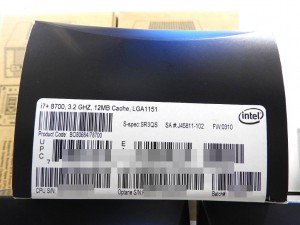 i7+ 8700, 3.2 GHZ, 12MB Cache, LGA1151
S-spec: SR3QS SA #: J45811-102 FW:0310
Product Code: BO80684I78700
intel
UPC
E
CPU S/N:
Optane S/N
Batch#